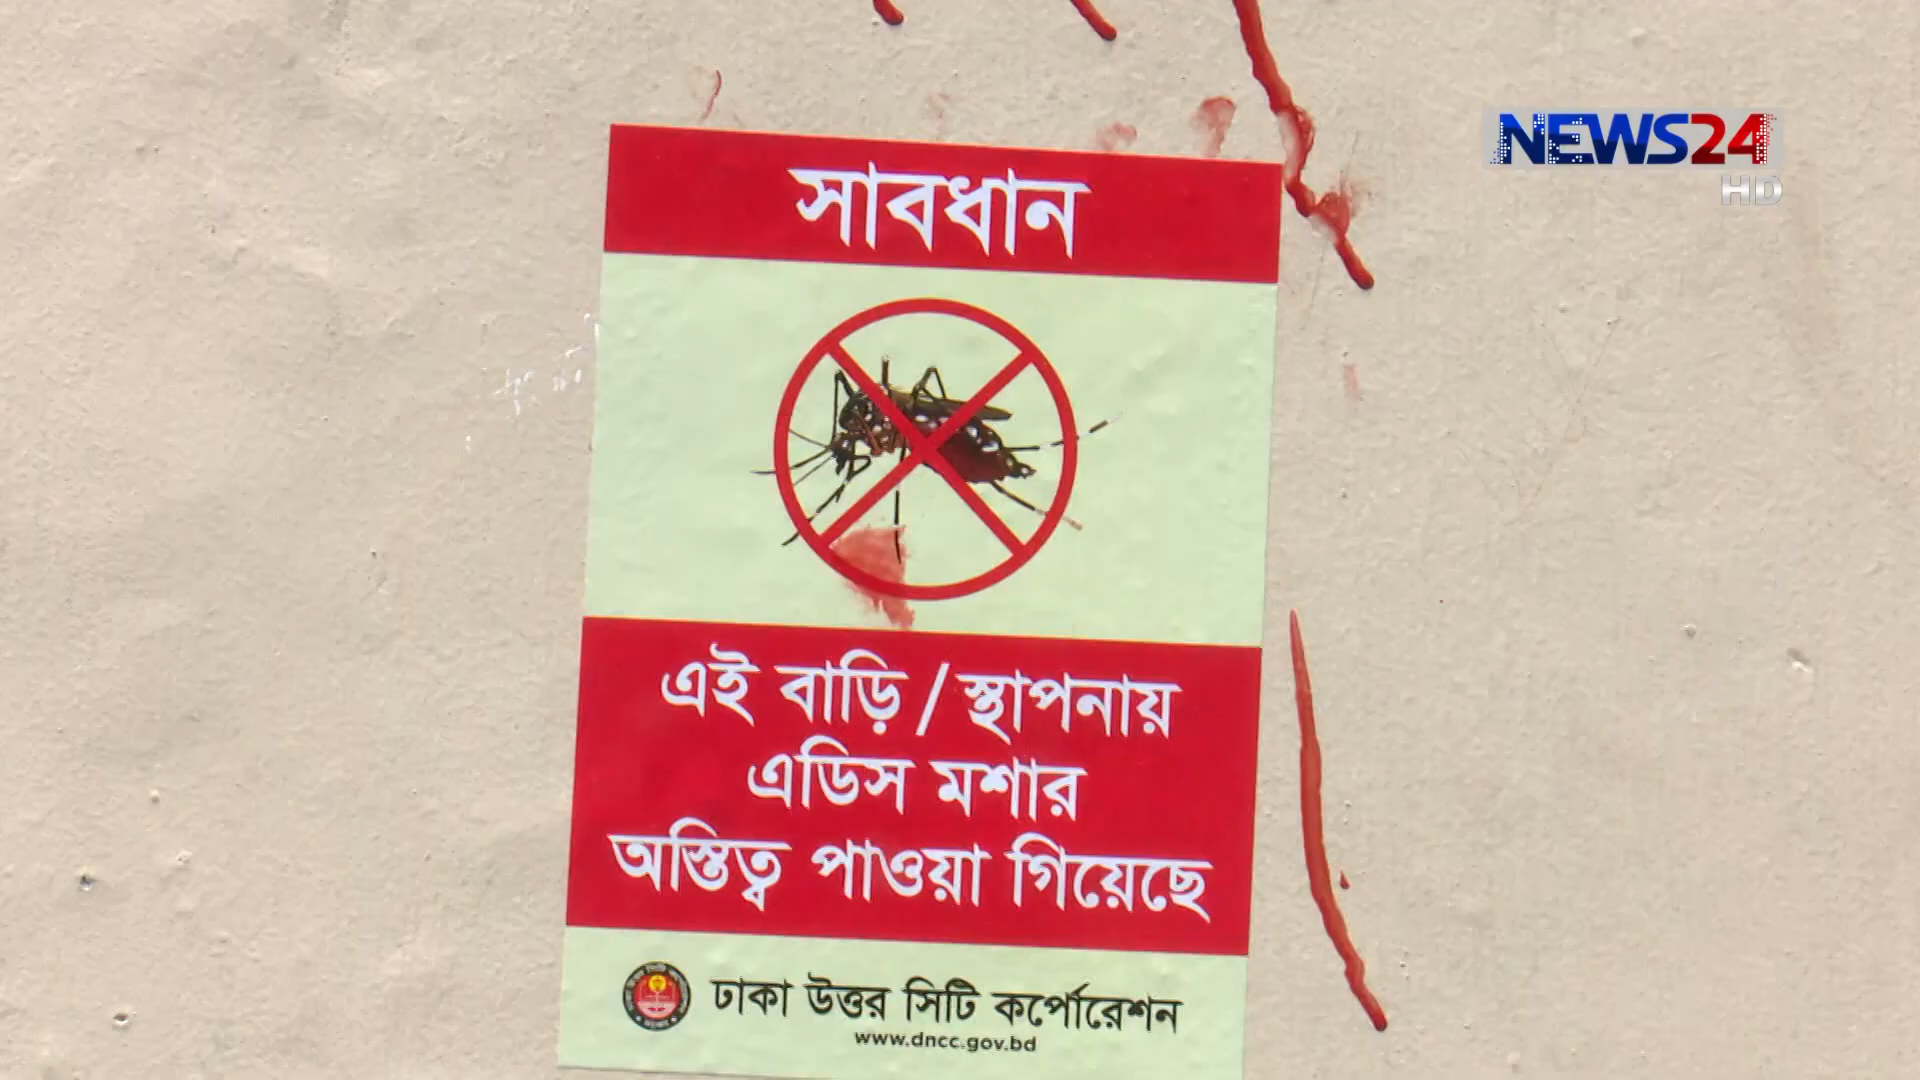 NEWS24
HD
সাবধান
এই বাড়ি / স্থাপনায়
এডিস মশার
অস্তিত্ব পাওয়া গিয়েছে
ঢাকা উত্তর সিটি কর্পোরেশন
www.dncc.gov.bd